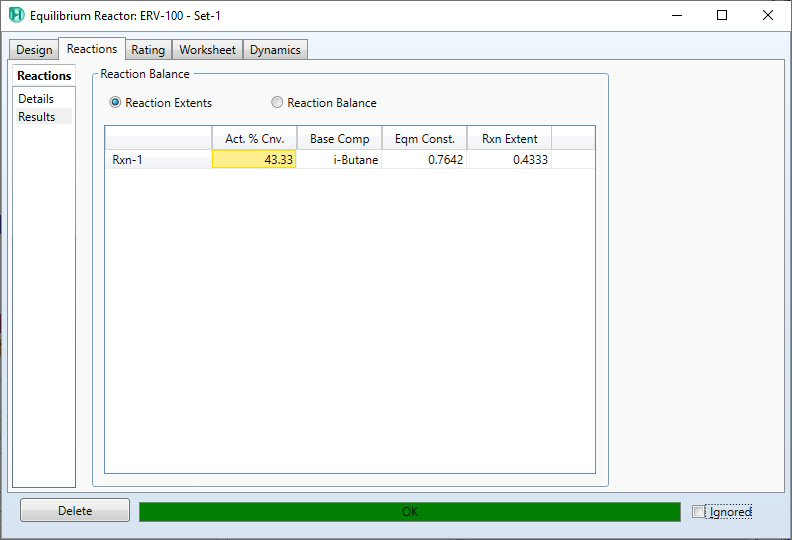 Equilibrium Reactor: ERV-100 - Set-1
Design Reactions Rating Worksheet Dynamics
Reactions
Details
Results
Reaction Balance
Reaction Extents Reaction Balance
Act. % Cnv. Base Comp Eqm Const. Rxn Extent
Rxn-1 43.33 i-Butane 0.7642 0.4333
Delete OK Ignored